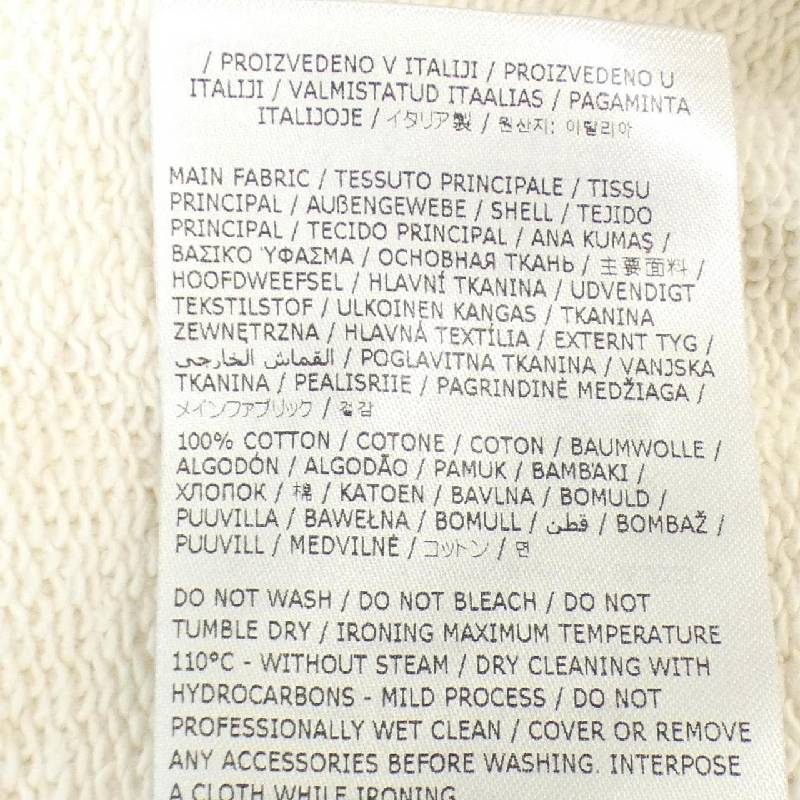 / PROIZVEDENO V ITALIJI / PROIZVEDENO U
ITALIJI / VALMISTATUD ITAALIAS / PAGAMINTA
ITALIJOJE / イタリア製 / 원산지: 이탈리아
MAIN FABRIC / TESSUTO PRINCIPALE / TISSU
PRINCIPAL / AUßENGEWEBE / SHELL / TEJIDO
PRINCIPAL / TECIDO PRINCIPAL / ANA KUMAŞ /
ΒΑΣΙΚΟ ΎΦΑΣΜΑ / ОСНОВНАЯ ТКАНЬ / 主要面料 /
HOOFDWEEFSEL / HLAVNÍ TKANINA / UDVENDIGT
TEKSTILSTOF / ULKOINEN KANGAS / TKANINA
ZEWNĘTRZNA / HLAVNÁ TEXTÍLIA / EXTERNT TYG /
القماش الخارجي / POGLAVITNA TKANINA / VANJSKA
TKANINA / PEALISRIIE / PAGRINDINĖ MEDŽIAGA /
メインファブリック / 겉감
100% COTTON / COTONE / COTON / BAUMWOLLE /
ALGODÓN / ALGODÃO / PAMUK / ΒΑΜΒΑΚΙ /
ХЛОПОК / 棉 / KATOEN / BAVLNA / BOMULD /
PUUVILLA / BAWEŁNA / BOMULL / قطن / BOMBAŽ /
PUUVILL / MEDVILNĖ / コットン / 면
DO NOT WASH / DO NOT BLEACH / DO NOT
TUMBLE DRY / IRONING MAXIMUM TEMPERATURE
110°C - WITHOUT STEAM / DRY CLEANING WITH
HYDROCARBONS - MILD PROCESS / DO NOT
PROFESSIONALLY WET CLEAN / COVER OR REMOVE
ANY ACCESSORIES BEFORE WASHING. INTERPOSE
A CLOTH WHILE IRONING